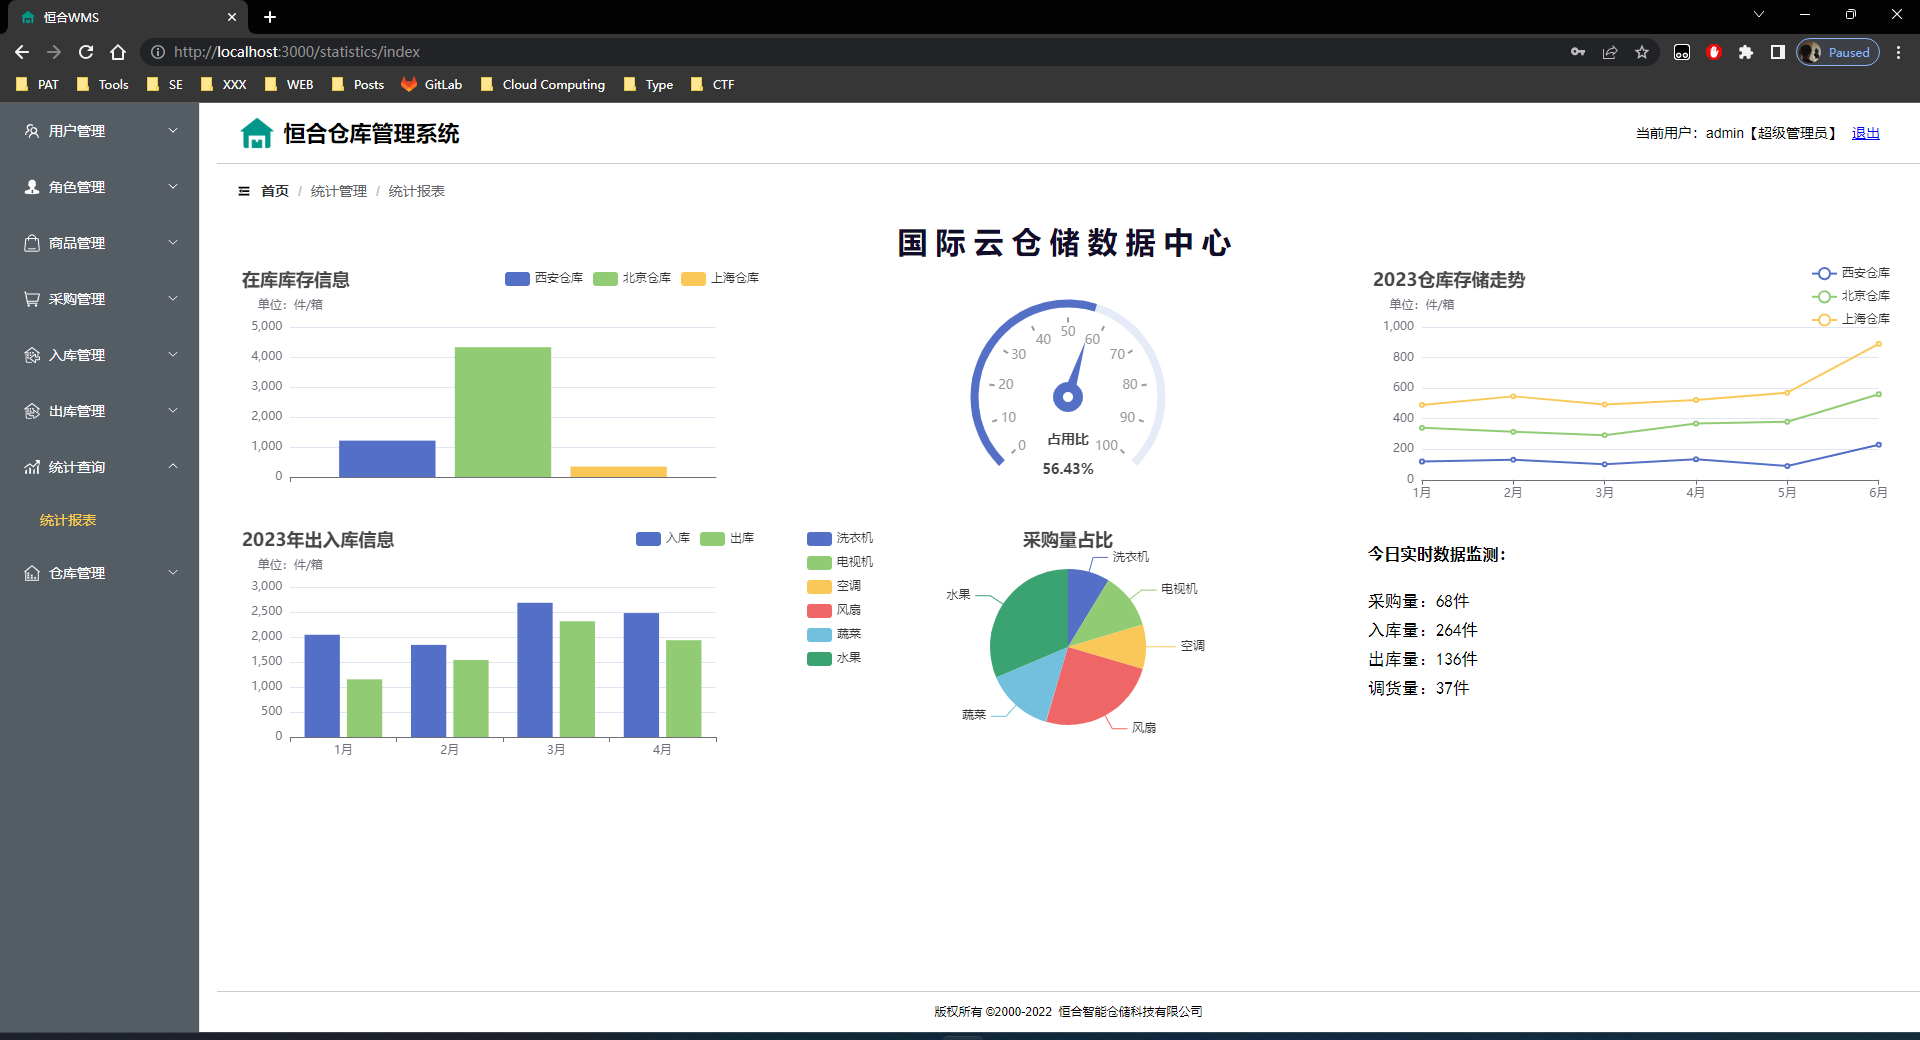 恒合WMS
http://localhost:3000/statistics/index
Paused
PAT
Tools
SE
XXX
WEB
Posts
GitLab
Cloud Computing
Type
CTF
用户管理
角色管理
商品管理
采购管理
入库管理
出库管理
统计查询
统计报表
仓库管理
恒合仓库管理系统
当前用户：admin【超级管理员】 退出
首页 / 统计管理 / 统计报表
国际云仓储数据中心
在库库存信息
西安仓库 北京仓库 上海仓库
单位：件/箱
5,000
4,000
3,000
2,000
1,000
0
0
10
20
30
40
50
60
70
80
90
100
占用比
56.43%
2023仓库存储走势
单位：件/箱
西安仓库
北京仓库
上海仓库
1,000
800
600
400
200
0
1月 2月 3月 4月 5月 6月
2023年出入库信息
入库 出库
单位：件/箱
3,000
2,500
2,000
1,500
1,000
500
0
1月 2月 3月 4月
洗衣机
电视机
空调
风扇
蔬菜
水果
采购量占比
洗衣机
电视机
空调
风扇
蔬菜
水果
今日实时数据监测：
采购量：68件
入库量：264件
出库量：136件
调货量：37件
版权所有 ©2000-2022 恒合智能仓储科技有限公司